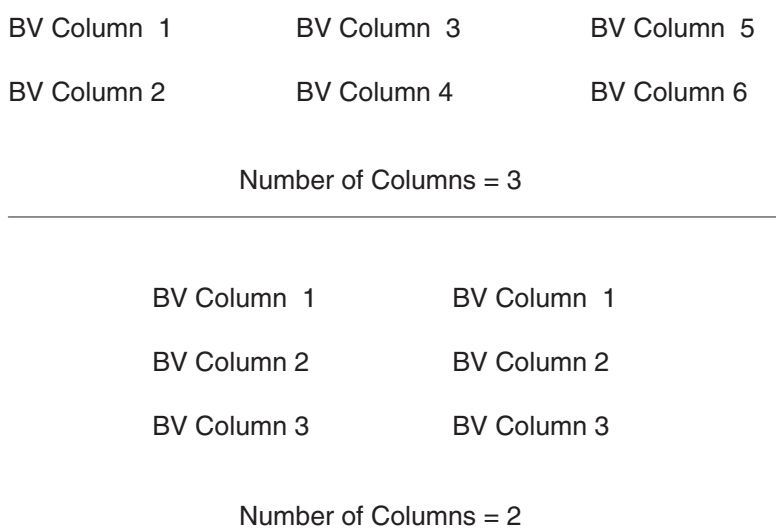 BV Column 1 BV Column 3 BV Column 5
BV Column 2 BV Column 4 BV Column 6
Number of Columns = 3
BV Column 1 BV Column 1
BV Column 2 BV Column 2
BV Column 3 BV Column 3
Number of Columns = 2